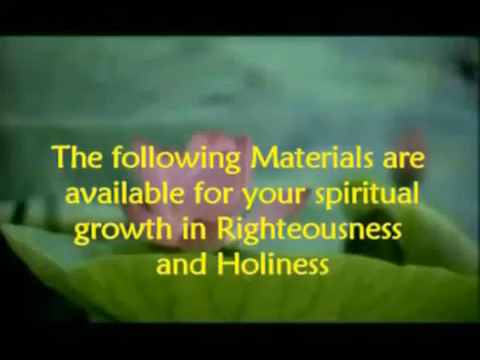 The following Materials are
available for your spiritual
growth in Righteousness
and Holiness